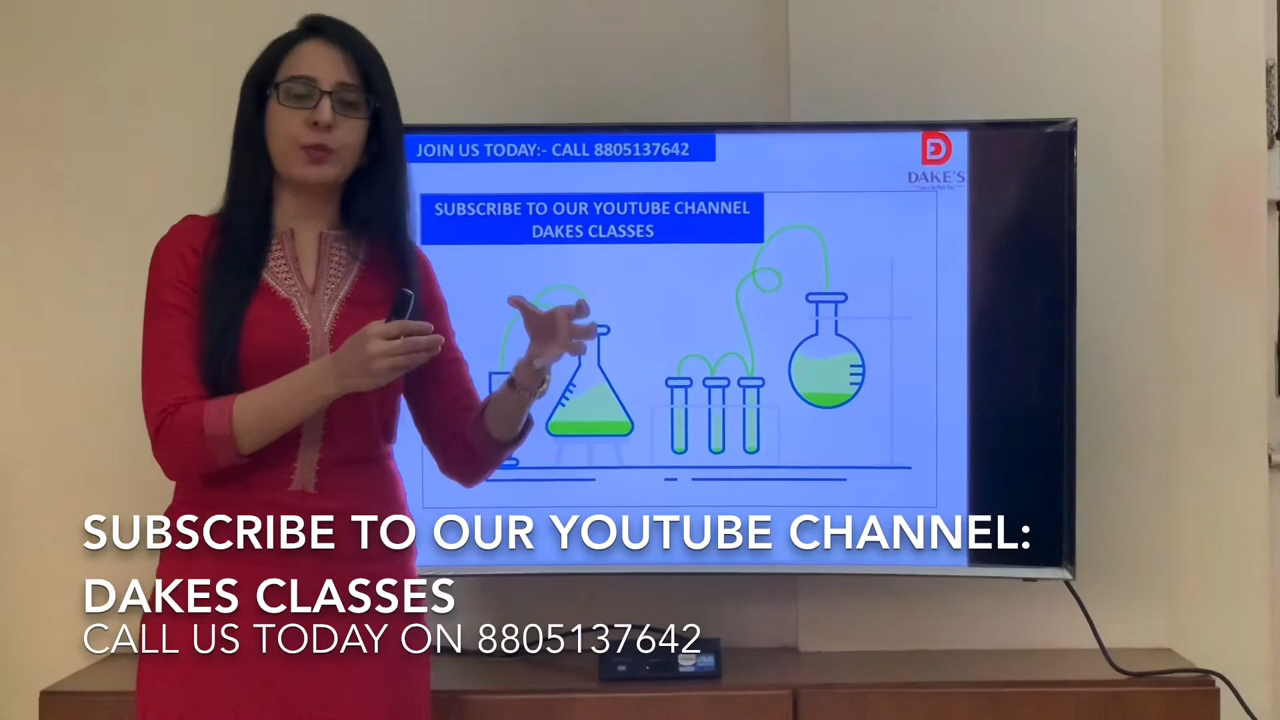 JOIN US TODAY:- CALL 8805137642
DAKE'S
SUBSCRIBE TO OUR YOUTUBE CHANNEL
DAKES CLASSES
SUBSCRIBE TO OUR YOUTUBE CHANNEL:
DAKES CLASSES
CALL US TODAY ON 8805137642